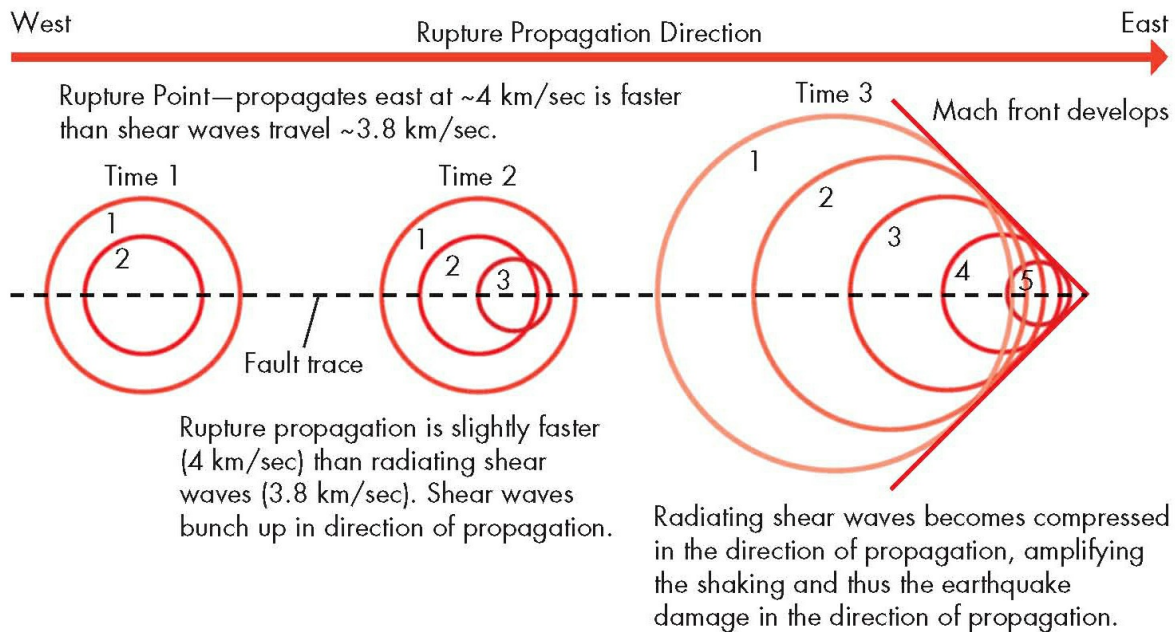 West
East
Rupture Propagation Direction
Rupture Point—propagates east at ~4 km/sec is faster
than shear waves travel ~3.8 km/sec.
Time 3
Mach front develops
Time 1
Time 2
1
2
1
2
3
1
2
3
4
5
Fault trace
Rupture propagation is slightly faster
(4 km/sec) than radiating shear
waves (3.8 km/sec). Shear waves
bunch up in direction of propagation.
Radiating shear waves becomes compressed
in the direction of propagation, amplifying
the shaking and thus the earthquake
damage in the direction of propagation.